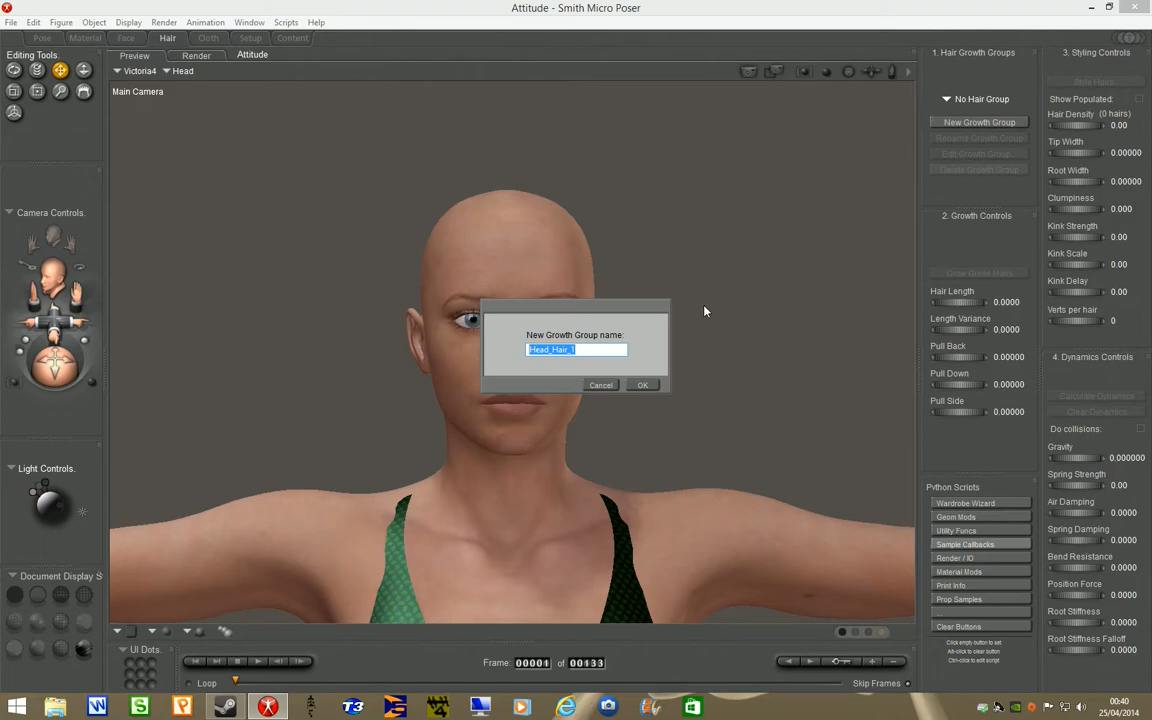 Attitude - Smith Micro Poser
File Edit Figure Object Display Render Animation Window Scripts Help
Pose Material Face Hair Cloth Setup Content
Editing Tools.
Preview Render Attitude
Victoria4 Head
Main Camera
Camera Controls.
Light Controls.
Document Display S
UI Dots.
New Growth Group name:
Head_Hair_1
Cancel OK
Frame: 00001 of 00133
Loop
Skip Frames
1. Hair Growth Groups
No Hair Group
New Growth Group
Rename Growth Group
Edit Growth Group...
Delete Growth Group
2. Growth Controls
Grow Guide Hairs
Hair Length
0.0000
Length Variance
0.0000
Pull Back
0.00000
Pull Down
0.00000
Pull Side
0.00000
Python Scripts
Wardrobe Wizard
Geom Mods
Utility Funcs
Sample Callbacks
Render / IO
Material Mods
Print Info
Prop Samples
...
Clear Buttons
Click empty button to set
Alt-click to clear button
Ctrl-click to edit script
3. Styling Controls
Style Hairs...
Show Populated:
Hair Density (0 hairs)
0.00
Tip Width
0.00000
Root Width
0.00000
Clumpiness
0.000
Kink Strength
0.00
Kink Scale
0.00
Kink Delay
0.00
Verts per hair
0
4. Dynamics Controls
Calculate Dynamics
Clear Dynamics
Do collisions:
Gravity
0.000000
Spring Strength
0.00
Air Damping
0.0000
Spring Damping
0.0000
Bend Resistance
0.0000
Position Force
0.0000
Root Stiffness
0.0000
Root Stiffness Falloff
0.0000
W S P T3
00:40
25/04/2014